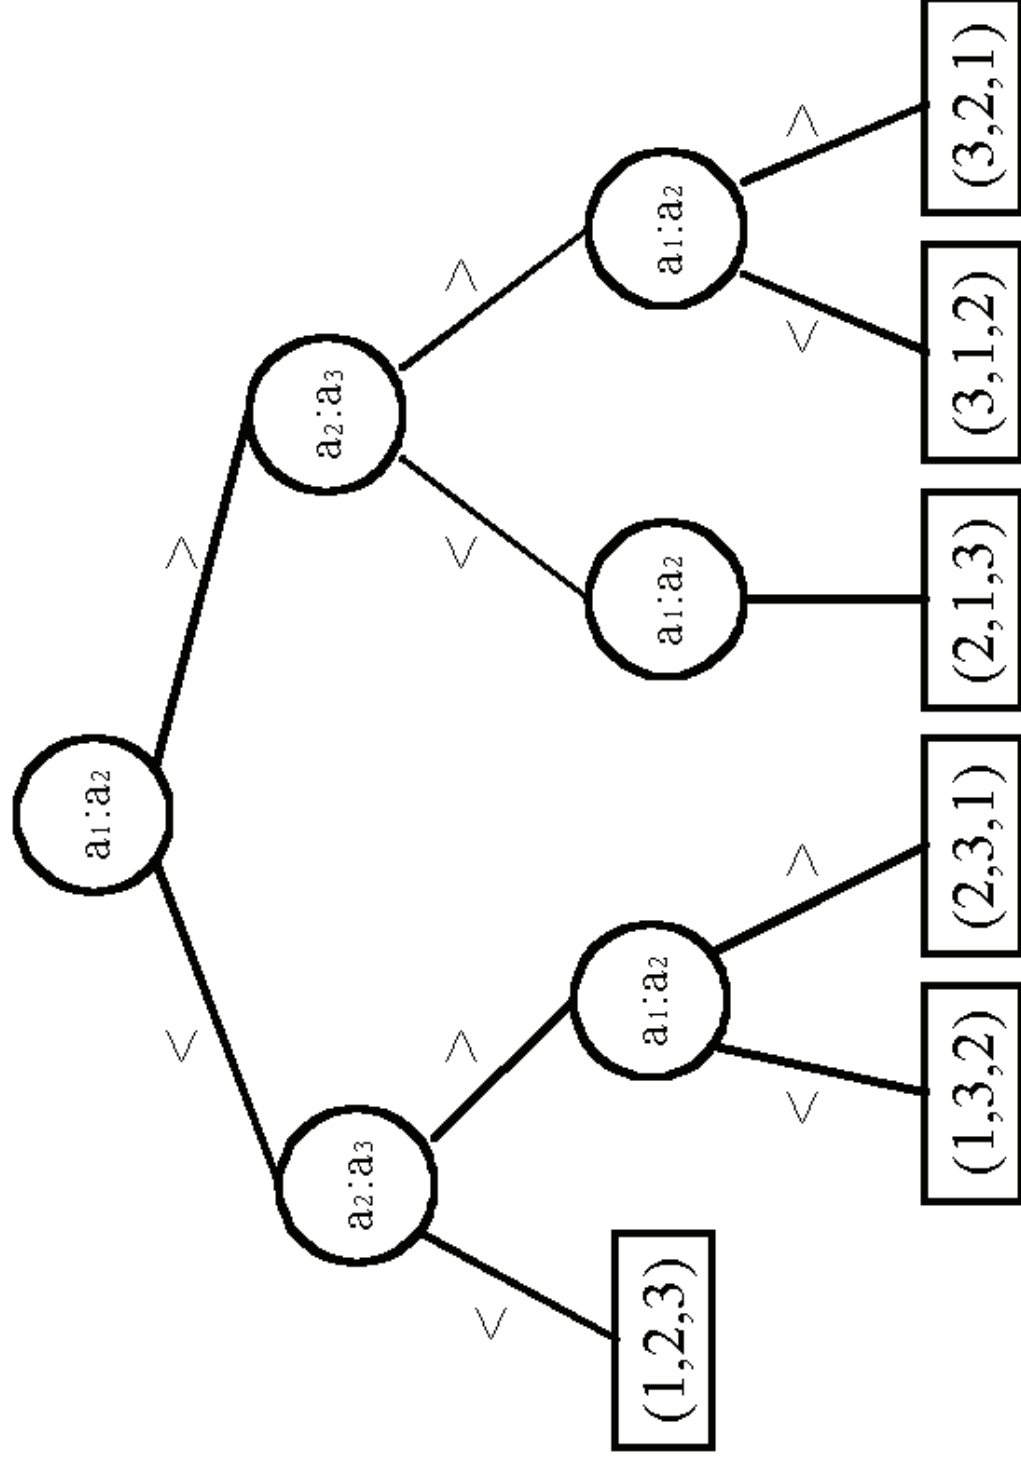 a₁:a₂
< >
a₂:a₃ a₂:a₃
< > < >
(1,2,3) a₁:a₂ a₁:a₂ a₁:a₂
< > < >
(1,3,2) (2,3,1) (2,1,3) (3,1,2) (3,2,1)